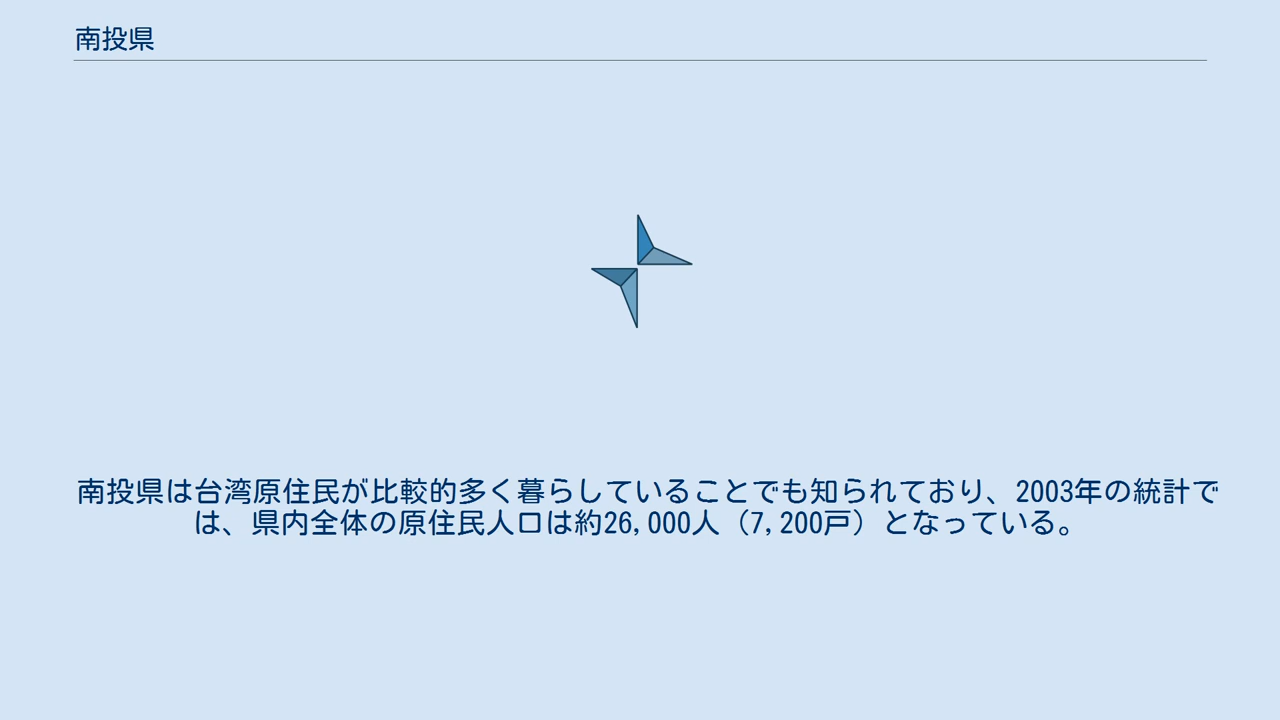 南投県
南投県は台湾原住民が比較的多く暮らしていることでも知られており、2003年の統計で
は、県内全体の原住民人口は約26,000人（7,200戸）となっている。